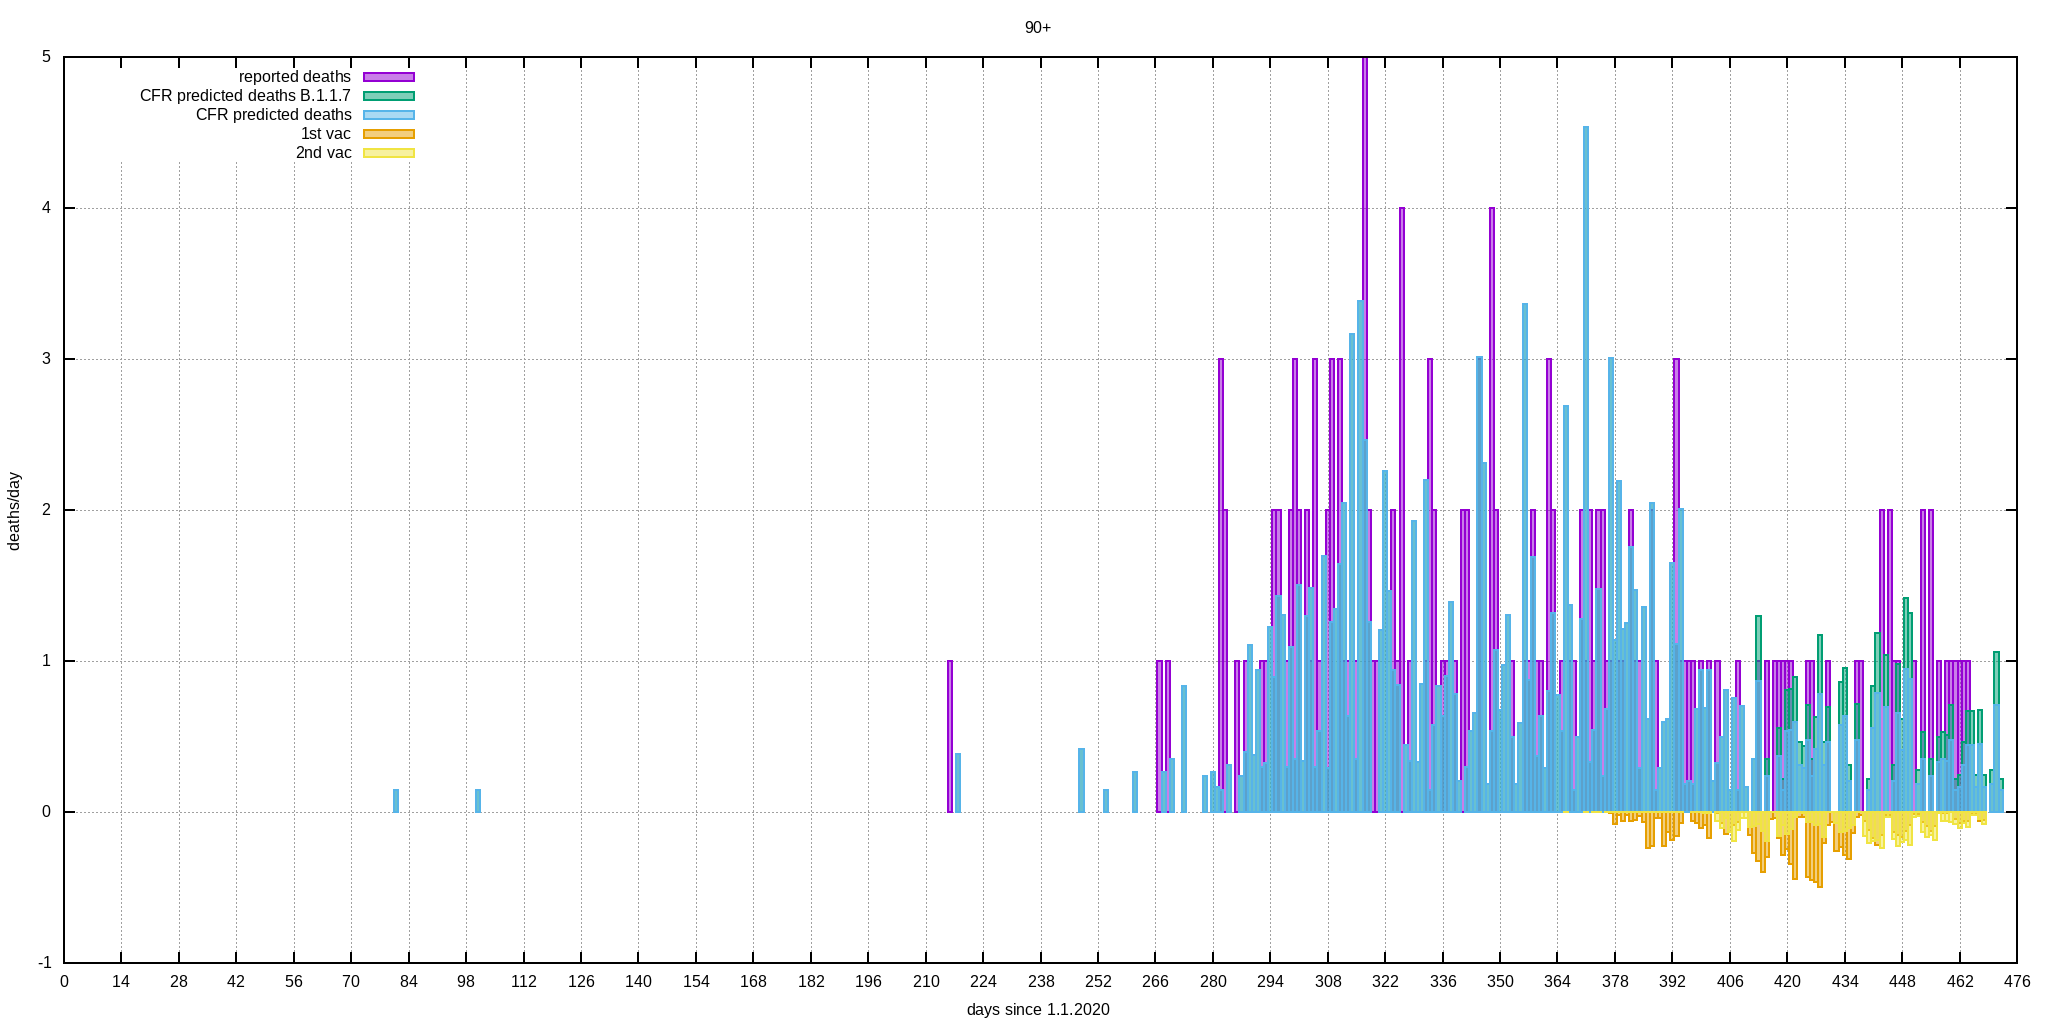 90+
5
reported deaths
CFR predicted deaths B.1.1.7
CFR predicted deaths
1st vac
2nd vac
4
3
2
deaths/day
1
0
-1
0 14 28 42 56 70 84 98 112 126 140 154 168 182 196 210 224 238 252 266 280 294 308 322 336 350 364 378 392 406 420 434 448 462 476
days since 1.1.2020